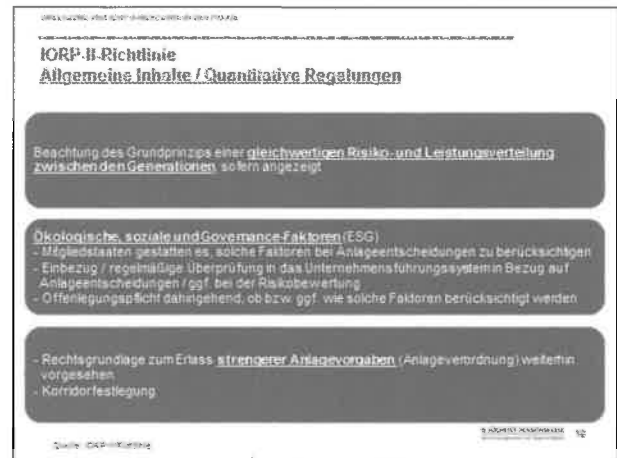 IORP-II-Richtlinie
Allgemeine Inhalte / Quantitative Regelungen
Beachtung des Grundprinzips einer gleichwertigen Risiko- und Leistungsverteilung
zwischen den Generationen, sofern angezeigt
Ökologische, soziale und Governance-Faktoren (ESG)
- Mitgliedstaaten gestatten es, solche Faktoren bei Anlageentscheidungen zu berücksichtigen
- Einbezug / regelmäßige Überprüfung in das Unternehmensführungssystem in Bezug auf
Anlageentscheidungen / ggf. bei der Risikobewertung
- Offenlegungspflicht dahingehend, ob bzw. ggf. wie solche Faktoren berücksichtigt werden
- Rechtsgrundlage zum Erlass strengerer Anlagevorgaben (Anlageverordnung) weiterhin
vorgesehen
- Korridorfestlegung
Quelle: IORP-II-Richtlinie